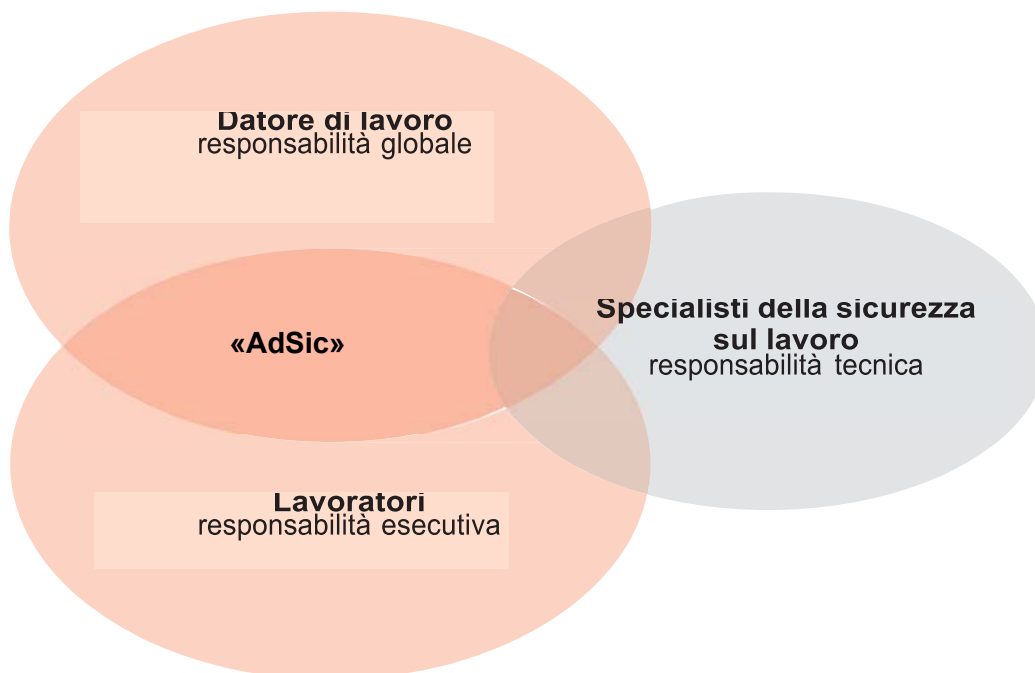 Datore di lavoro
responsabilità globale
«AdSic»
Specialisti della sicurezza
sul lavoro
responsabilità tecnica
Lavoratori
responsabilità esecutiva